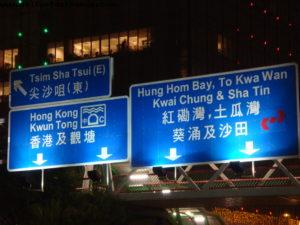 Tsim Sha Tsui (E)
尖沙咀(東)
Hong Kong
Kwun Tong
香港及觀塘
Hung Hom Bay, To Kwa Wan
Kwai Chung & Sha Tin
紅磡灣,土瓜灣
葵涌及沙田